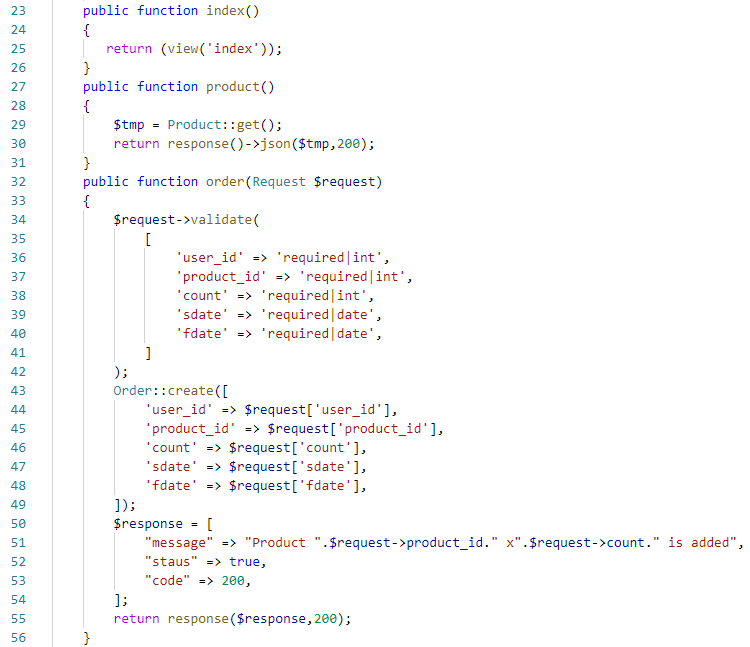 23 public function index()
24 {
25 return (view('index'));
26 }
27 public function product()
28 {
29 $tmp = Product::get();
30 return response()->json($tmp,200);
31 }
32 public function order(Request $request)
33 {
34 $request->validate(
35 [
36 'user_id' => 'required|int',
37 'product_id' => 'required|int',
38 'count' => 'required|int',
39 'sdate' => 'required|date',
40 'fdate' => 'required|date',
41 ]
42 );
43 Order::create([
44 'user_id' => $request['user_id'],
45 'product_id' => $request['product_id'],
46 'count' => $request['count'],
47 'sdate' => $request['sdate'],
48 'fdate' => $request['fdate'],
49 ]);
50 $response = [
51 "message" => "Product ".$request->product_id." x".$request->count." is added",
52 "staus" => true,
53 "code" => 200,
54 ];
55 return response($response,200);
56 }